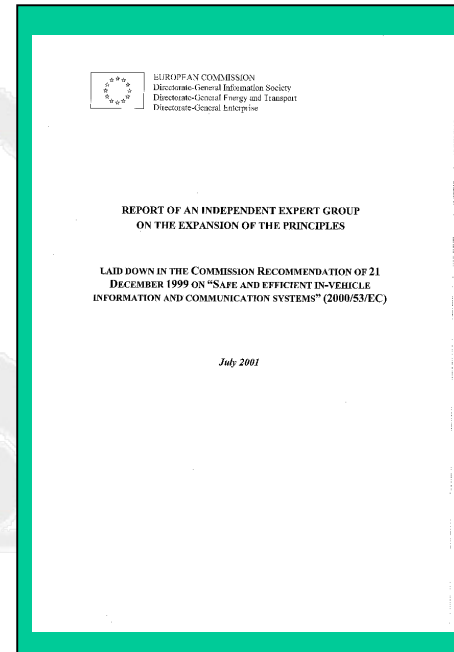 EUROPEAN COMMISSION
Directorate-General Information Society
Directorate-General Energy and Transport
Directorate-General Enterprise
REPORT OF AN INDEPENDENT EXPERT GROUP
ON THE EXPANSION OF THE PRINCIPLES
LAID DOWN IN THE COMMISSION RECOMMENDATION OF 21
DECEMBER 1999 ON “SAFE AND EFFICIENT IN-VEHICLE
INFORMATION AND COMMUNICATION SYSTEMS” (2000/53/EC)
July 2001